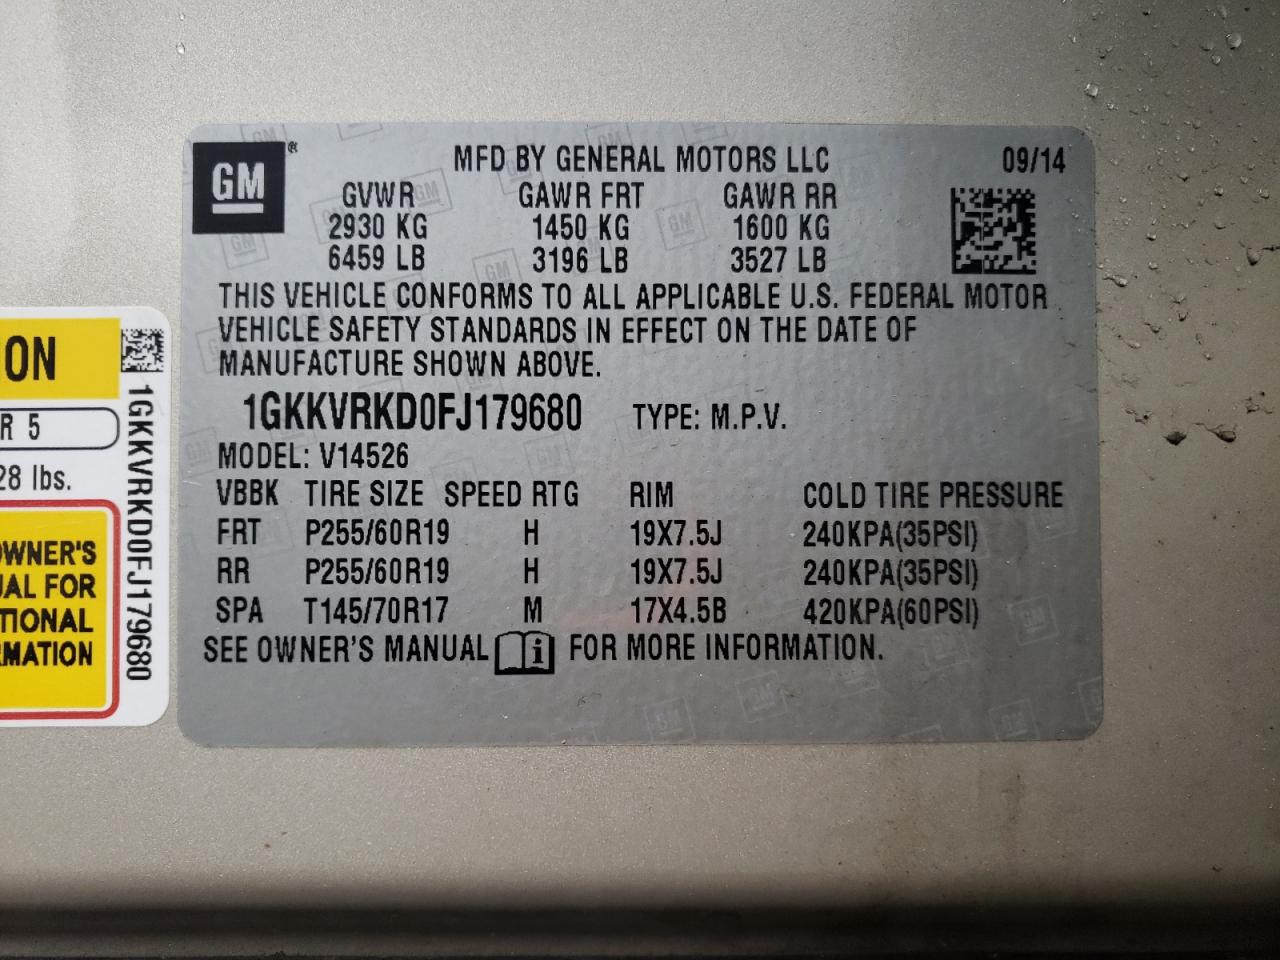 GM®
MFD BY GENERAL MOTORS LLC 09/14
GVWR GAWR FRT GAWR RR
2930 KG 1450 KG 1600 KG
6459 LB 3196 LB 3527 LB
THIS VEHICLE CONFORMS TO ALL APPLICABLE U.S. FEDERAL MOTOR
VEHICLE SAFETY STANDARDS IN EFFECT ON THE DATE OF
MANUFACTURE SHOWN ABOVE.
1GKKVRKD0FJ179680 TYPE: M.P.V.
MODEL: V14526
VBBK TIRE SIZE SPEED RTG RIM COLD TIRE PRESSURE
FRT P255/60R19 H 19X7.5J 240KPA(35PSI)
RR P255/60R19 H 19X7.5J 240KPA(35PSI)
SPA T145/70R17 M 17X4.5B 420KPA(60PSI)
SEE OWNER'S MANUAL i FOR MORE INFORMATION.
ION
R 5
28 lbs.
OWNER'S
UAL FOR
TIONAL
RMATION
1GKKVRKD0FJ179680